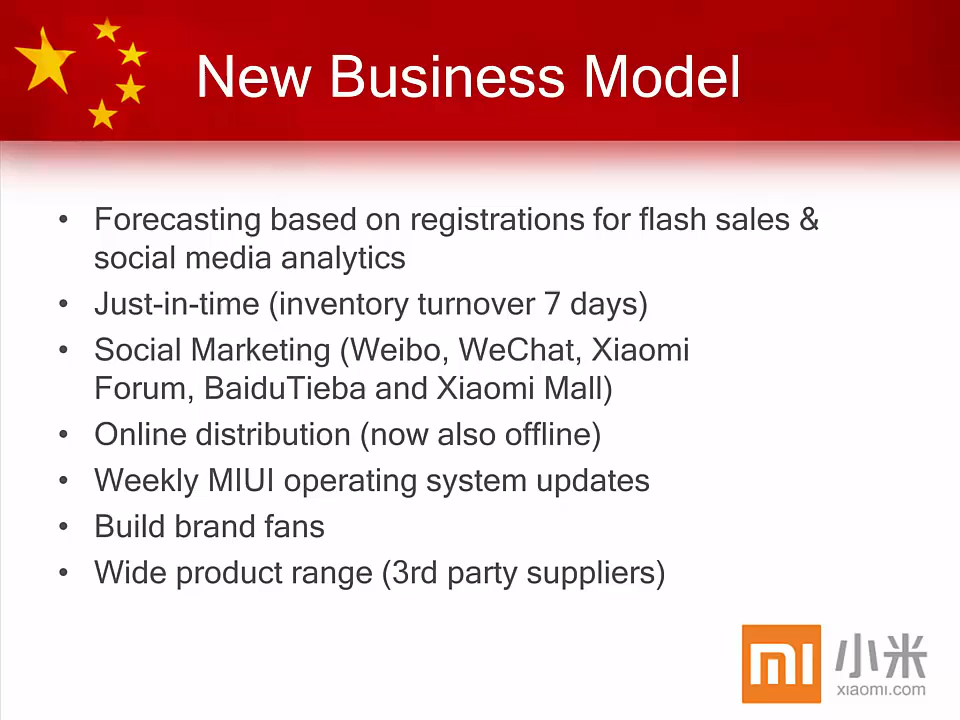 New Business Model
• Forecasting based on registrations for flash sales &
social media analytics
• Just-in-time (inventory turnover 7 days)
• Social Marketing (Weibo, WeChat, Xiaomi
Forum, BaiduTieba and Xiaomi Mall)
• Online distribution (now also offline)
• Weekly MIUI operating system updates
• Build brand fans
• Wide product range (3rd party suppliers)
mi 小米
xiaomi.com